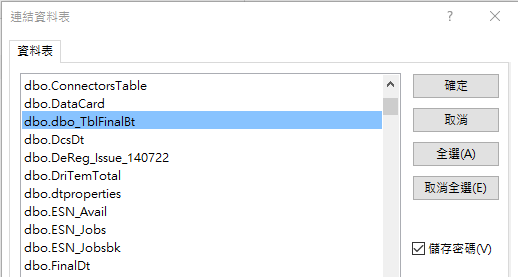 連結資料表
? ×
資料表
dbo.ConnectorsTable
dbo.DataCard
dbo.dbo_TblFinalBt
dbo.DcsDt
dbo.DeReg_Issue_140722
dbo.DriTemTotal
dbo.dtproperties
dbo.ESN_Avail
dbo.ESN_Jobs
dbo.ESN_Jobsbk
dbo.FinalDt
確定
取消
全選(A)
取消全選(E)
儲存密碼(V)